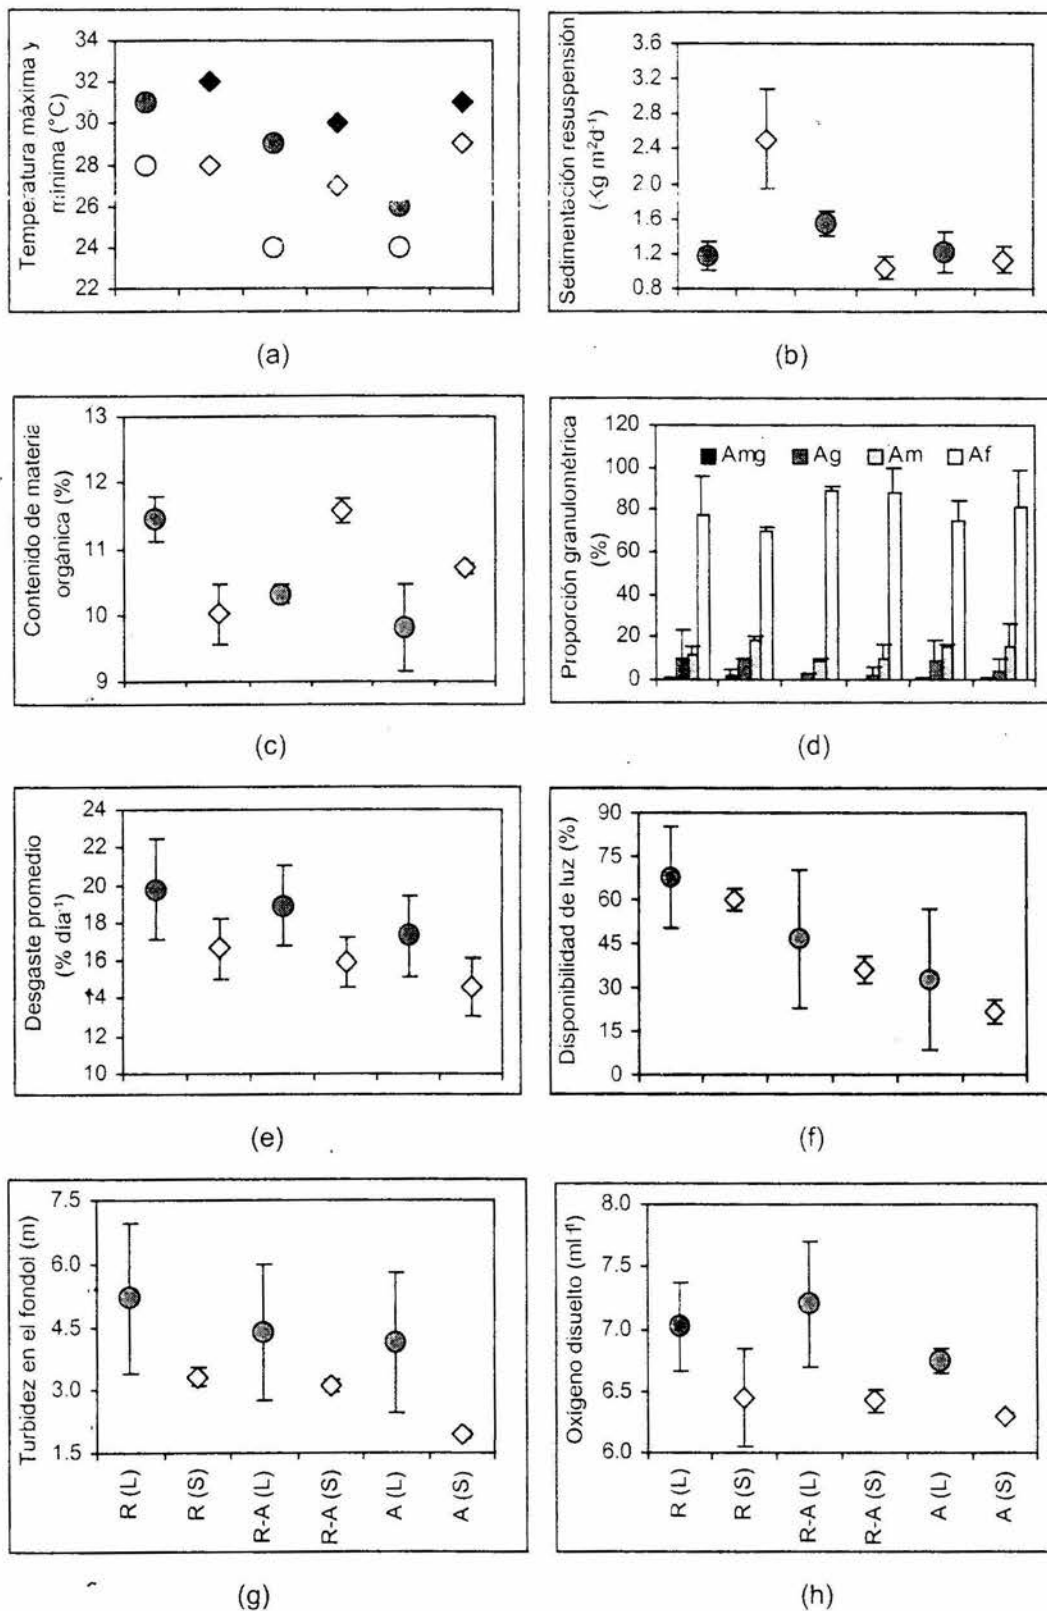 Temperatura máxima y
mínima (°C)
34
32
30
28
26
24
22
(a)
Sedimentación resuspensión
(Kg m²d⁻¹)
3.6
3.2
2.8
2.4
2.0
1.6
1.2
0.8
(b)
Contenido de materia
orgánica (%)
13
12
11
10
9
(c)
Proporción granulométrica
(%)
120
100
80
60
40
20
0
Amg Ag Am Af
(d)
Desgaste promedio
(% día⁻¹)
24
22
20
18
16
14
12
10
(e)
Disponibilidad de luz (%)
90
75
60
45
30
15
0
(f)
Turbidez en el fondol (m)
7.5
6.0
4.5
3.0
1.5
R (L)
R (S)
R-A (L)
R-A (S)
A (L)
A (S)
(g)
Oxígeno disuelto
8.0
7.5
7.0
6.5
6.0
R (L)
R (S)
R-A (L)
R-A (S)
A (L)
A (S)
(h)